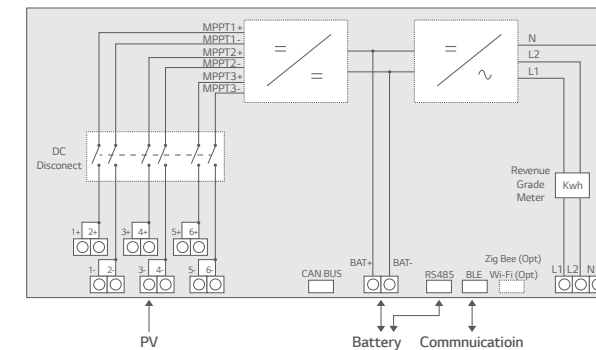 MPPT1+
MPPT1-
MPPT2+
MPPT2-
MPPT3+
MPPT3-
N
L2
L1
DC
Disconect
Revenue
Grade
Meter
Kwh
1+ 2+ 3+ 4+ 5+ 6+
1- 2- 3- 4- 5- 6-
CAN BUS
BAT+ BAT-
RS485
BLE
Zig Bee (Opt)
Wi-Fi (Opt)
L1 L2 N
PV
Battery
Commnuicatioin